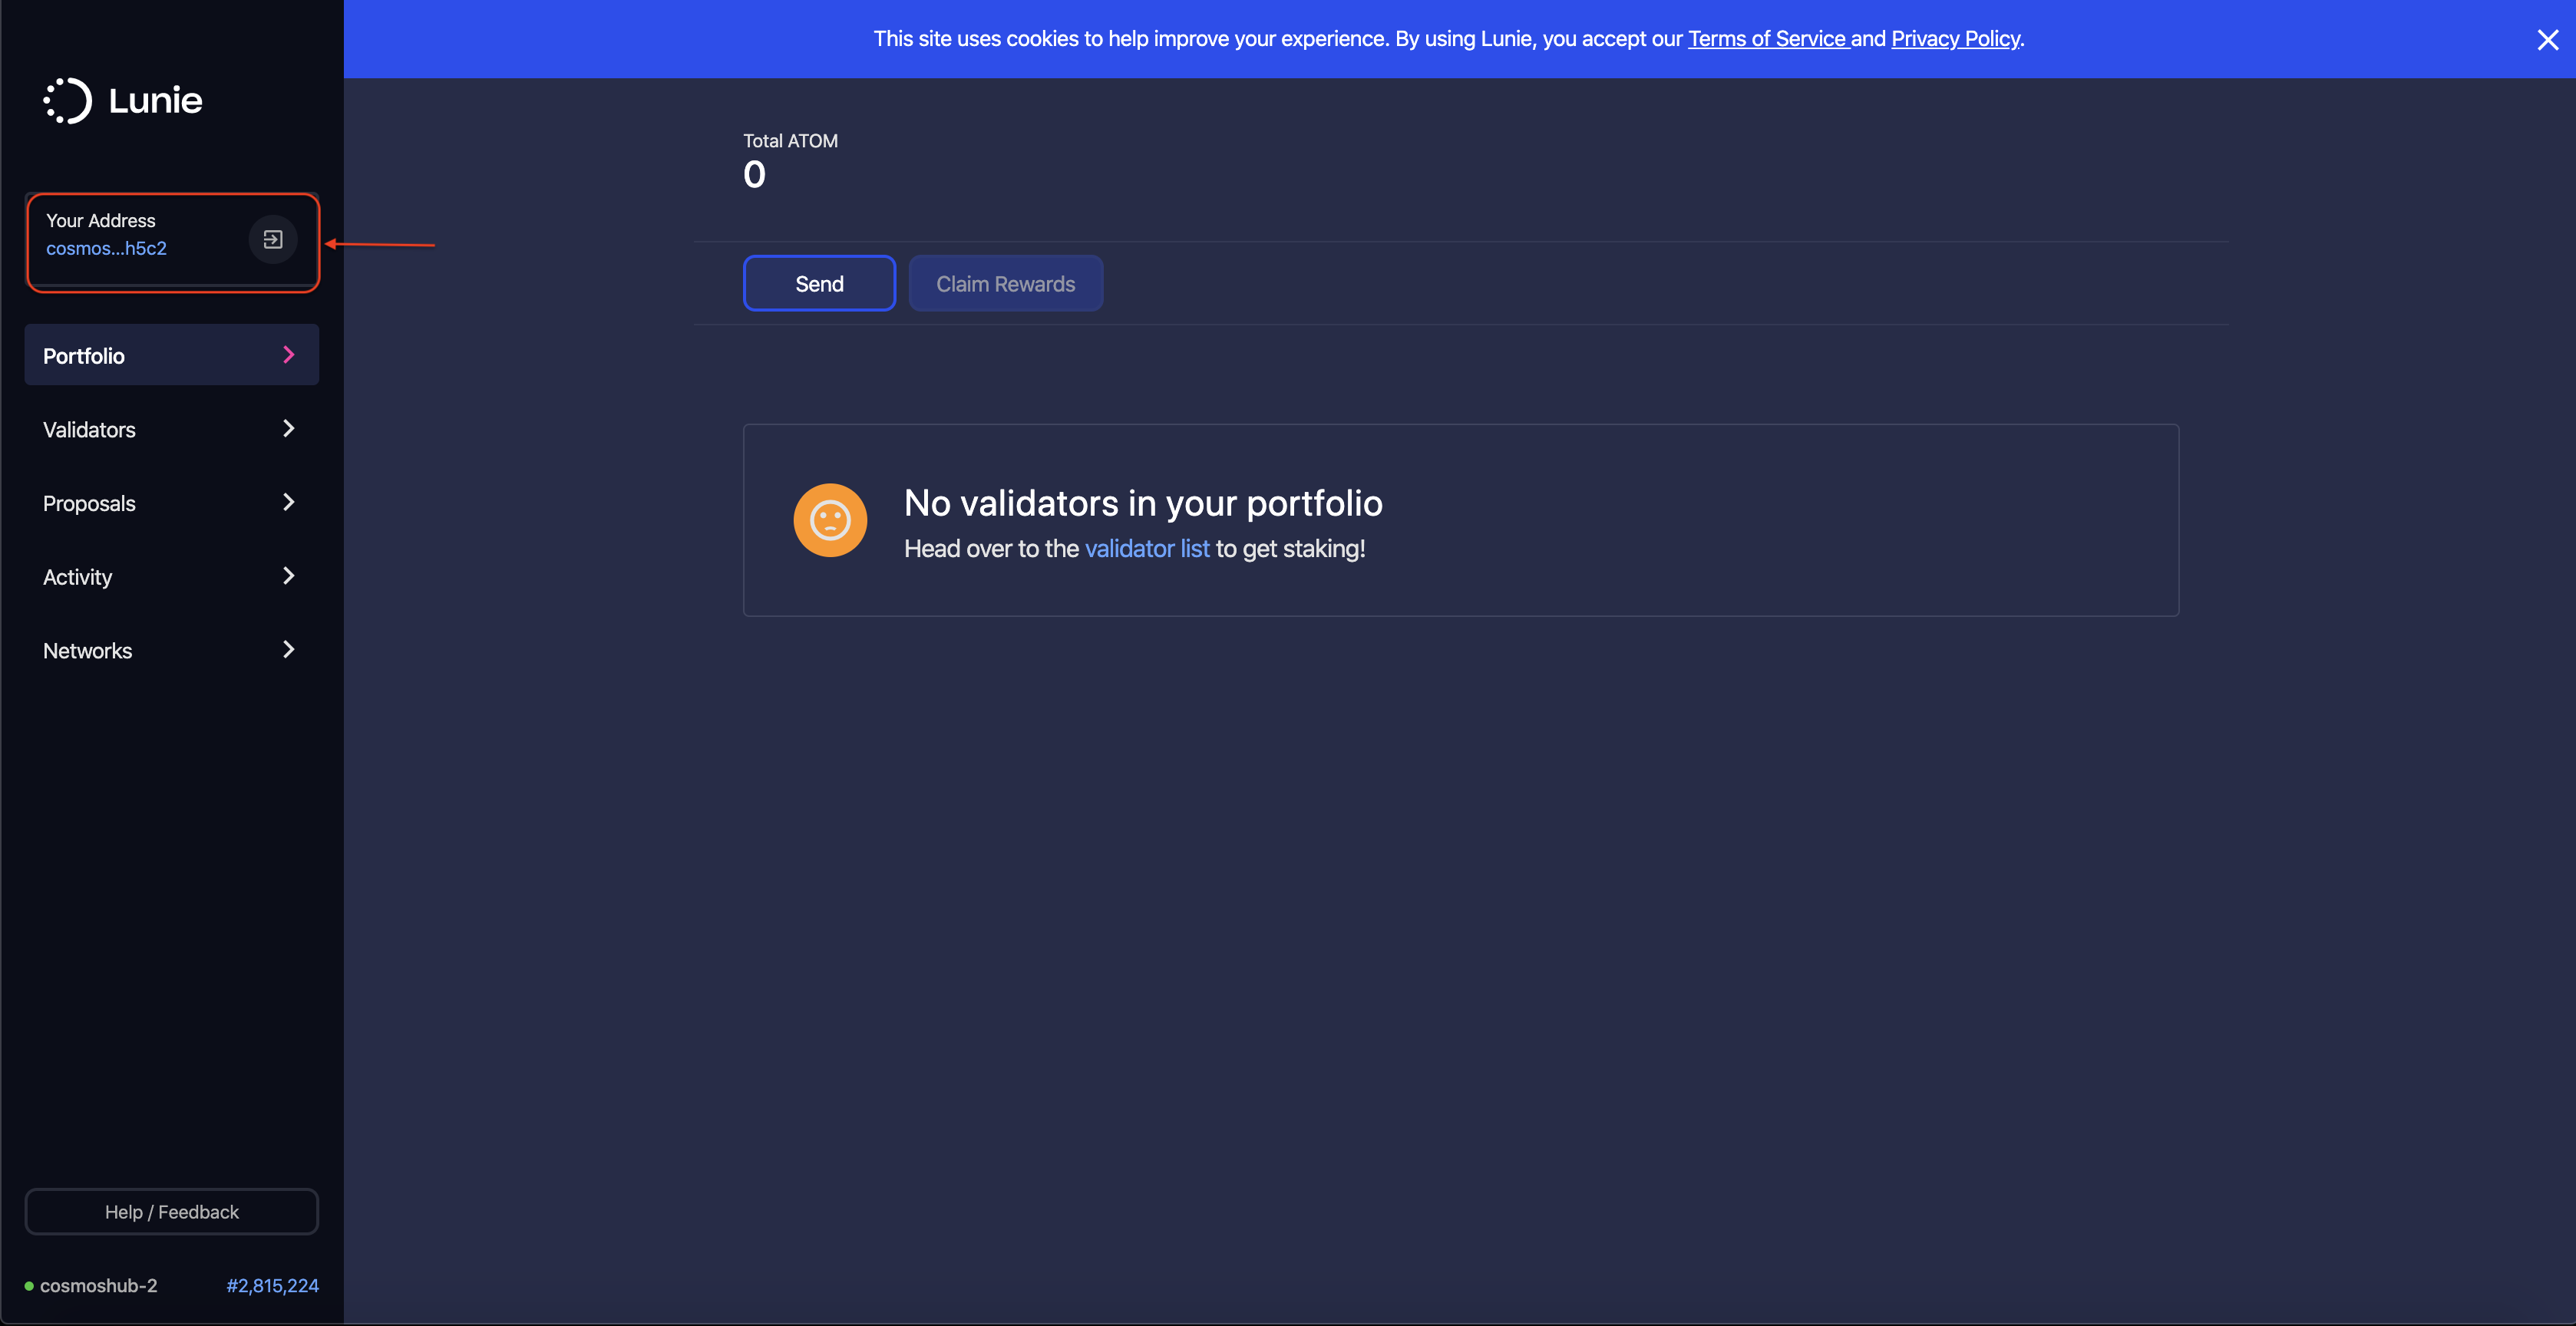 This site uses cookies to help improve your experience. By using Lunie, you accept our Terms of Service and Privacy Policy.
Lunie
Your Address
cosmos...h5c2
Portfolio
Validators
Proposals
Activity
Networks
Help / Feedback
cosmoshub-2 #2,815,224
Total ATOM
0
Send Claim Rewards
No validators in your portfolio
Head over to the validator list to get staking!